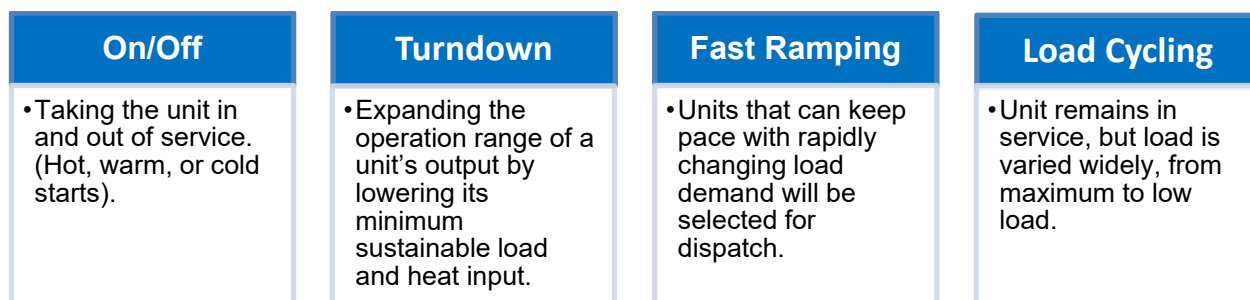 On/Off
•Taking the unit in
and out of service.
(Hot, warm, or cold
starts).
Turndown
•Expanding the
operation range of a
unit's output by
lowering its
minimum
sustainable load
and heat input.
Fast Ramping
•Units that can keep
pace with rapidly
changing load
demand will be
selected for
dispatch.
Load Cycling
•Unit remains in
service, but load is
varied widely, from
maximum to low
load.